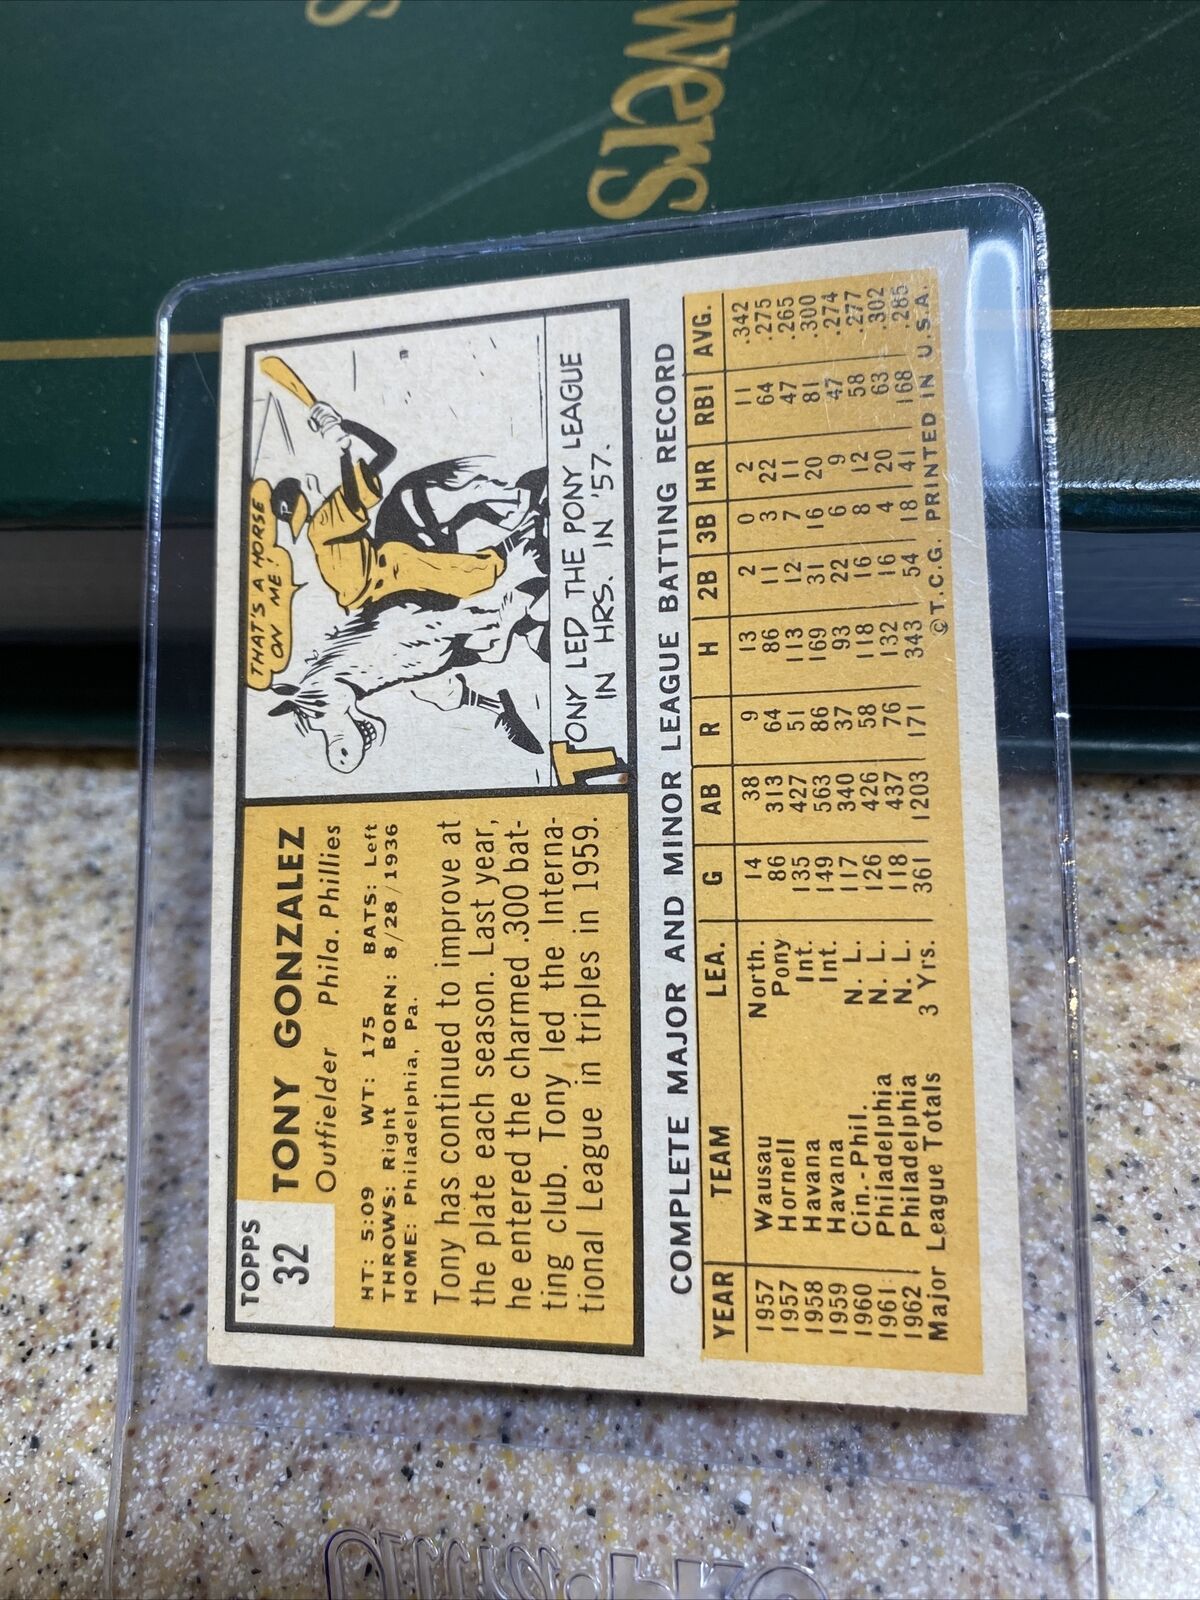 wers
TOPPS
32
TONY GONZALEZ
Outfielder Phila. Phillies
HT: 5:09 WT: 175 BATS: Left
THROWS: Right BORN: 8/28/1936
HOME: Philadelphia, Pa.
Tony has continued to improve at
the plate each season. Last year,
he entered the charmed .300 bat-
ting club. Tony led the Interna-
tional League in triples in 1959.
THAT'S A HORSE
ON ME!
P
TONY LED THE PONY LEAGUE
IN HRS. IN '57.
COMPLETE MAJOR AND MINOR LEAGUE BATTING RECORD
YEAR TEAM LEA. G AB R H 2B 3B HR RBI AVG.
1957 Wausau North. 14 38 9 13 2 0 2 11 .342
1957 Hornell Pony 86 313 64 86 11 3 22 64 .275
1958 Havana Int. 135 427 51 113 12 7 11 47 .265
1959 Havana Int. 149 563 86 169 31 16 20 81 .300
1960 Cin.-Phil. N. L. 117 340 37 93 22 6 9 47 .274
1961 Philadelphia N. L. 126 426 58 118 16 8 12 58 .277
1962 Philadelphia N. L. 118 437 76 132 16 4 20 63 .302
Major League Totals 3 Yrs. 361 1203 171 343 54 18 41 168 .285
© T.C.G. PRINTED IN U.S.A.